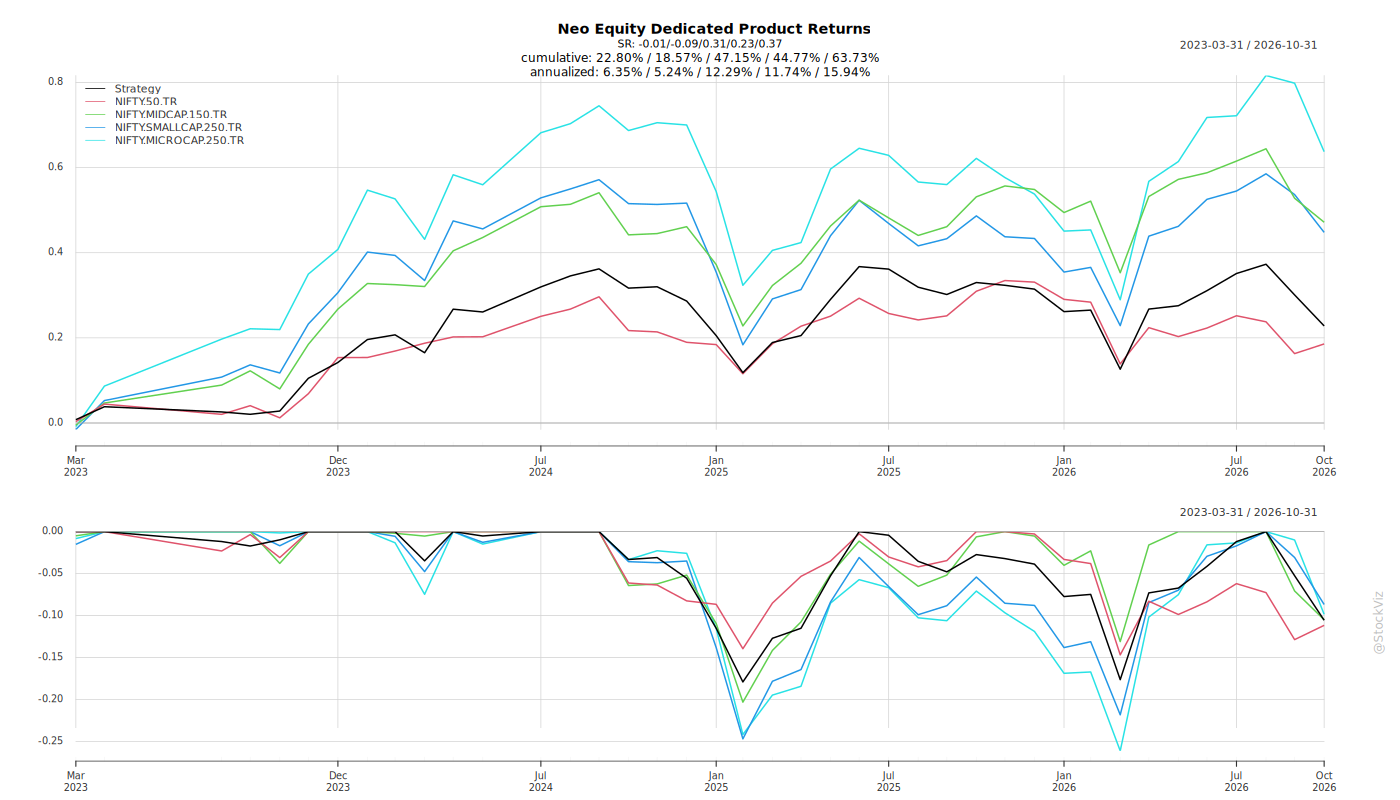 Neo Equity Dedicated Product Returns
SR: -0.01/-0.09/0.31/0.23/0.37
cumulative: 22.80% / 18.57% / 47.15% / 44.77% / 63.73%
annualized: 6.35% / 5.24% / 12.29% / 11.74% / 15.94%
2023-03-31 / 2026-10-31
Strategy
NIFTY.50.TR
NIFTY.MIDCAP.150.TR
NIFTY.SMALLCAP.250.TR
NIFTY.MICROCAP.250.TR
0.8
0.6
0.4
0.2
0.0
Mar 2023
Dec 2023
Jul 2024
Jan 2025
Jul 2025
Jan 2026
Jul 2026
Oct 2026
2023-03-31 / 2026-10-31
0.00
-0.05
-0.10
-0.15
-0.20
-0.25
Mar 2023
Dec 2023
Jul 2024
Jan 2025
Jul 2025
Jan 2026
Jul 2026
Oct 2026
@StockViz